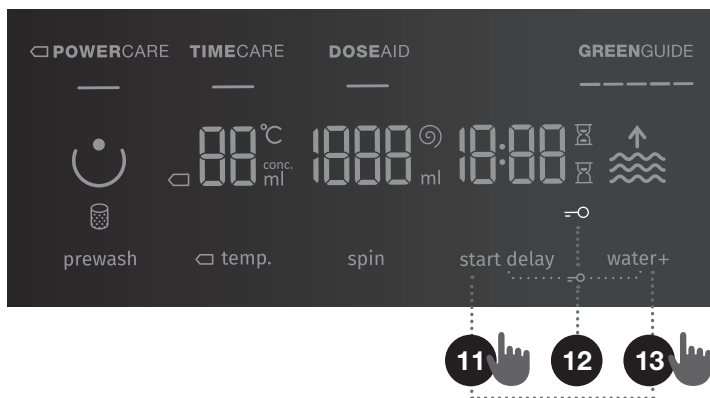 POWERCARE TIMECARE DOSEAID GREENGUIDE
88 °C conc. ml 1888 ml 18:88
prewash temp. spin start delay water+
11 12 13